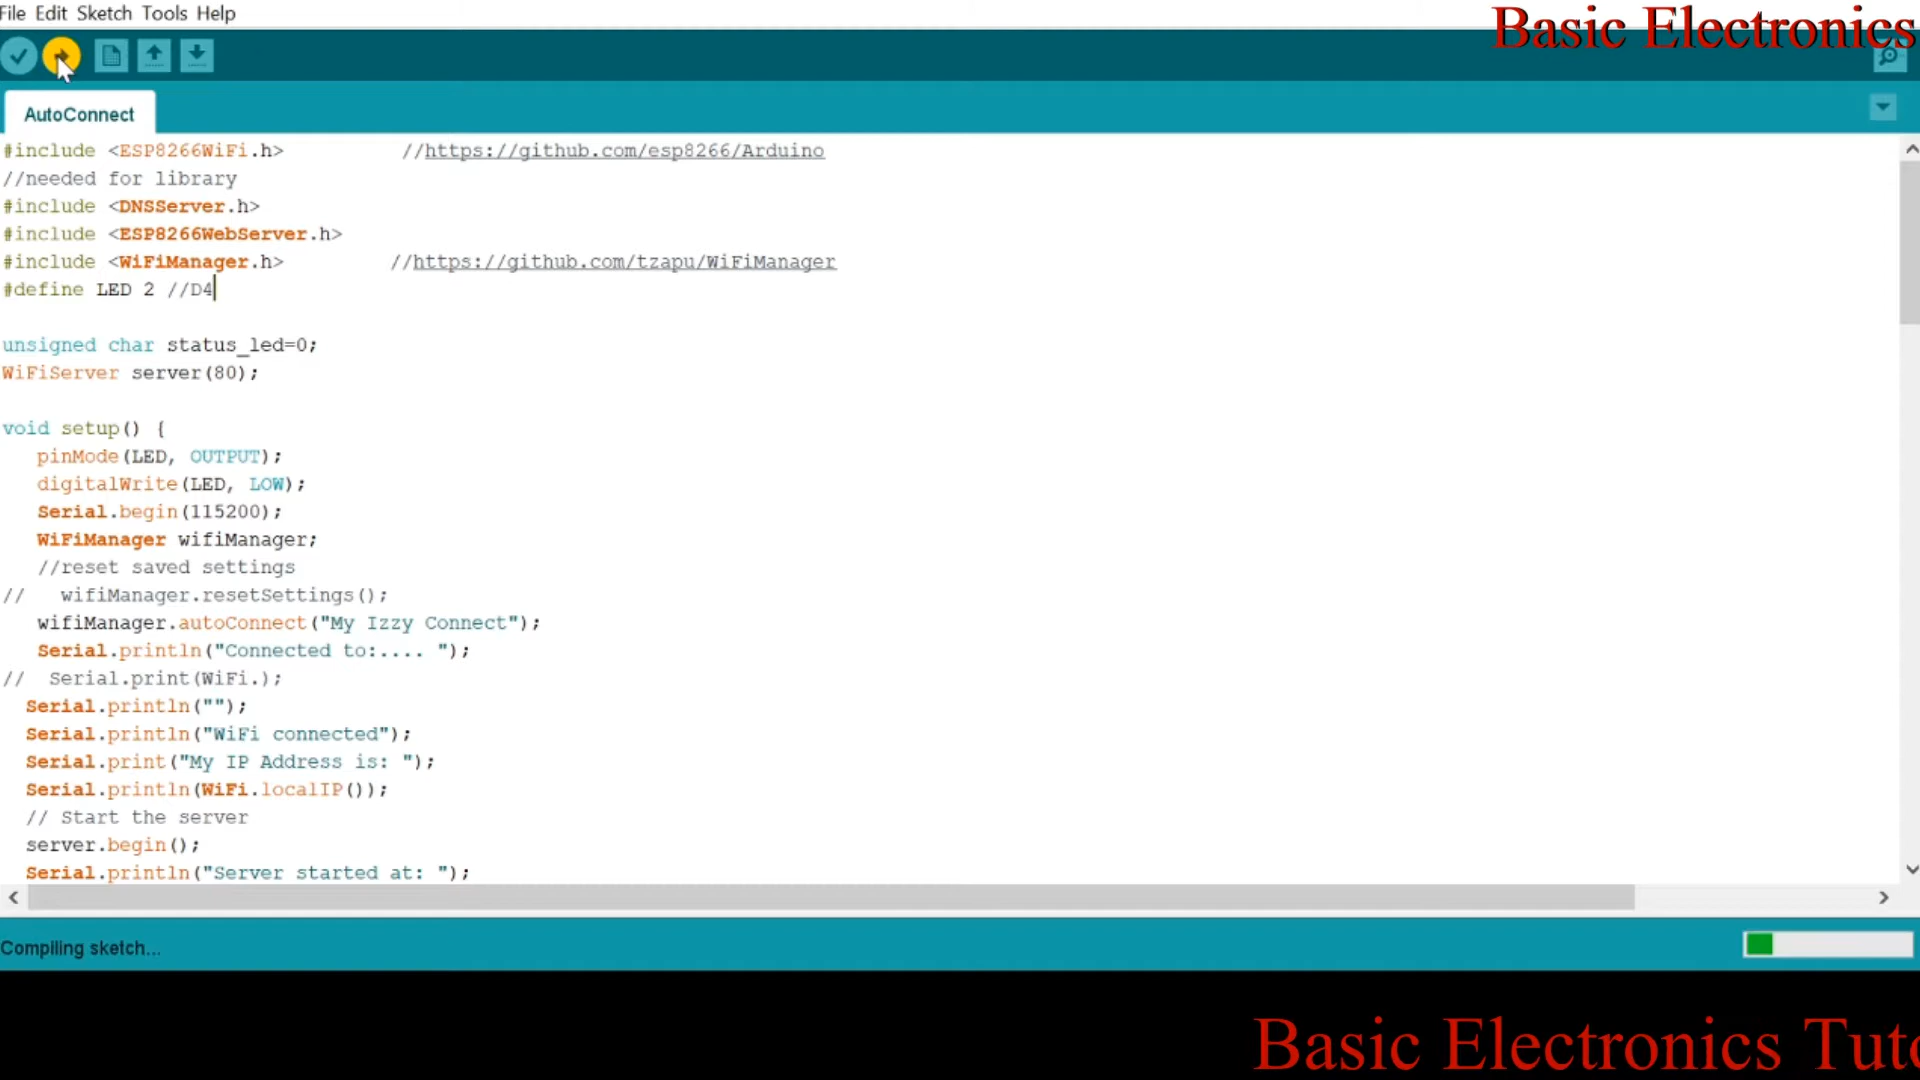 File Edit Sketch Tools Help
Basic Electronics
AutoConnect
#include <ESP8266WiFi.h>          //https://github.com/esp8266/Arduino
//needed for library
#include <DNSServer.h>
#include <ESP8266WebServer.h>
#include <WiFiManager.h>         //https://github.com/tzapu/WiFiManager
#define LED 2 //D4
unsigned char status_led=0;
WiFiServer server(80);
void setup() {
   pinMode(LED, OUTPUT);
   digitalWrite(LED, LOW);
   Serial.begin(115200);
   WiFiManager wifiManager;
   //reset saved settings
//   wifiManager.resetSettings();
   wifiManager.autoConnect("My Izzy Connect");
   Serial.println("Connected to:.... ");
//  Serial.print(WiFi.);
  Serial.println("");
  Serial.println("WiFi connected");
  Serial.print("My IP Address is: ");
  Serial.println(WiFi.localIP());
  // Start the server
  server.begin();
  Serial.println("Server started at: ");
Compiling sketch...
Basic Electronics Tuto